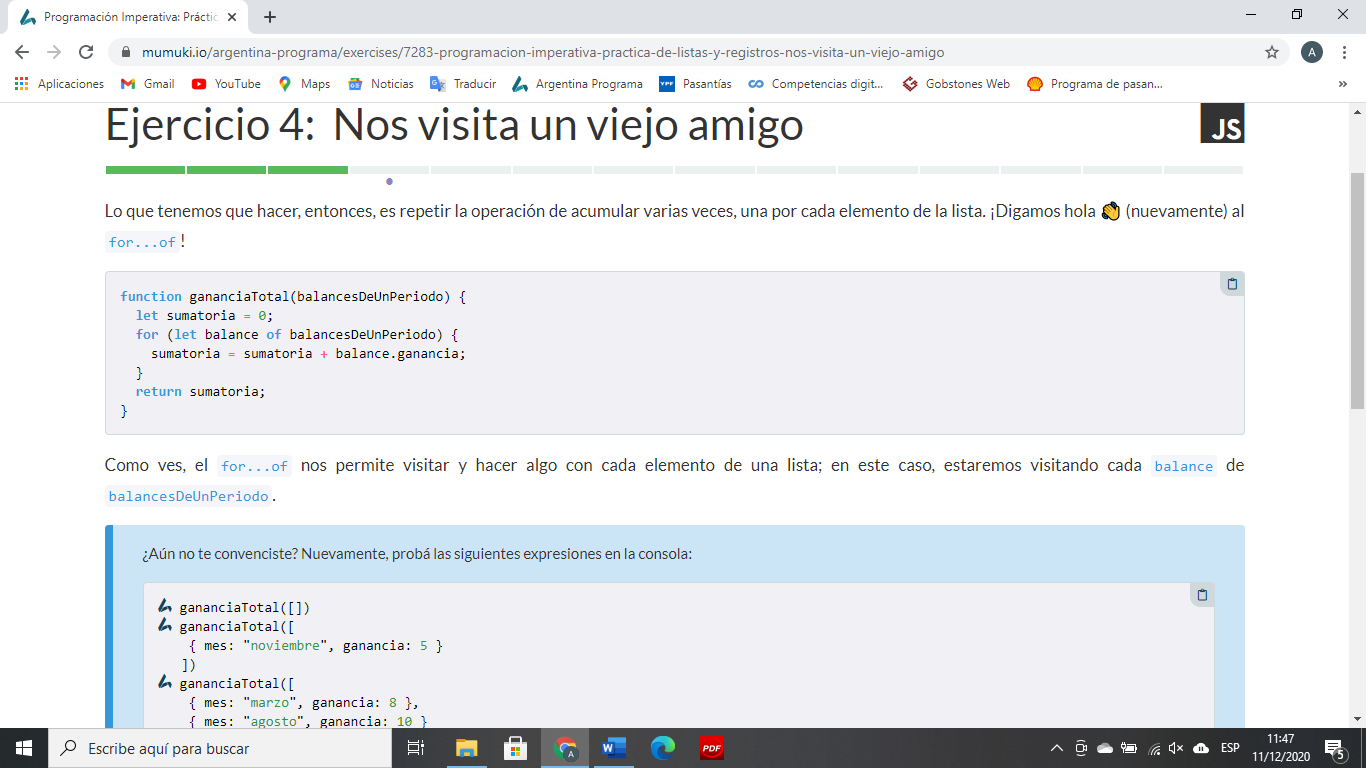 Programación Imperativa: Práctic
mumuki.io/argentina-programa/exercises/7283-programacion-imperativa-practica-de-listas-y-registros-nos-visita-un-viejo-amigo
A
Aplicaciones Gmail YouTube Maps Noticias Traducir Argentina Programa YPF Pasantías Competencias digit... Gobstones Web Programa de pasan... »
Ejercicio 4: Nos visita un viejo amigo
JS
Lo que tenemos que hacer, entonces, es repetir la operación de acumular varias veces, una por cada elemento de la lista. ¡Digamos hola 👏 (nuevamente) al
for...of!
function gananciaTotal(balancesDeUnPeriodo) {
let sumatoria = 0;
for (let balance of balancesDeUnPeriodo) {
sumatoria = sumatoria + balance.ganancia;
}
return sumatoria;
}
Como ves, el for...of nos permite visitar y hacer algo con cada elemento de una lista; en este caso, estaremos visitando cada balance de
balancesDeUnPeriodo.
¿Aún no te convenciste? Nuevamente, probá las siguientes expresiones en la consola:
gananciaTotal([])
gananciaTotal([
{ mes: "noviembre", ganancia: 5 }
])
gananciaTotal([
{ mes: "marzo", ganancia: 8 },
{ mes: "agosto", ganancia: 10 }
Escribe aquí para buscar
A
W
PDF
ESP
11:47
11/12/2020
5